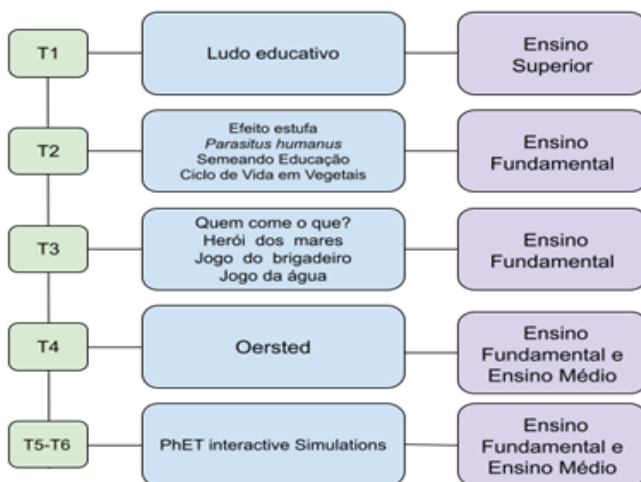 T1
Ludo educativo
Ensino
Superior
T2
Efeito estufa
Parasitus humanus
Semeando Educação
Ciclo de Vida em Vegetais
Ensino
Fundamental
T3
Quem come o que?
Herói dos mares
Jogo do brigadeiro
Jogo da água
Ensino
Fundamental
T4
Oersted
Ensino
Fundamental e
Ensino Médio
T5-T6
PhET interactive Simulations
Ensino
Fundamental e
Ensino Médio